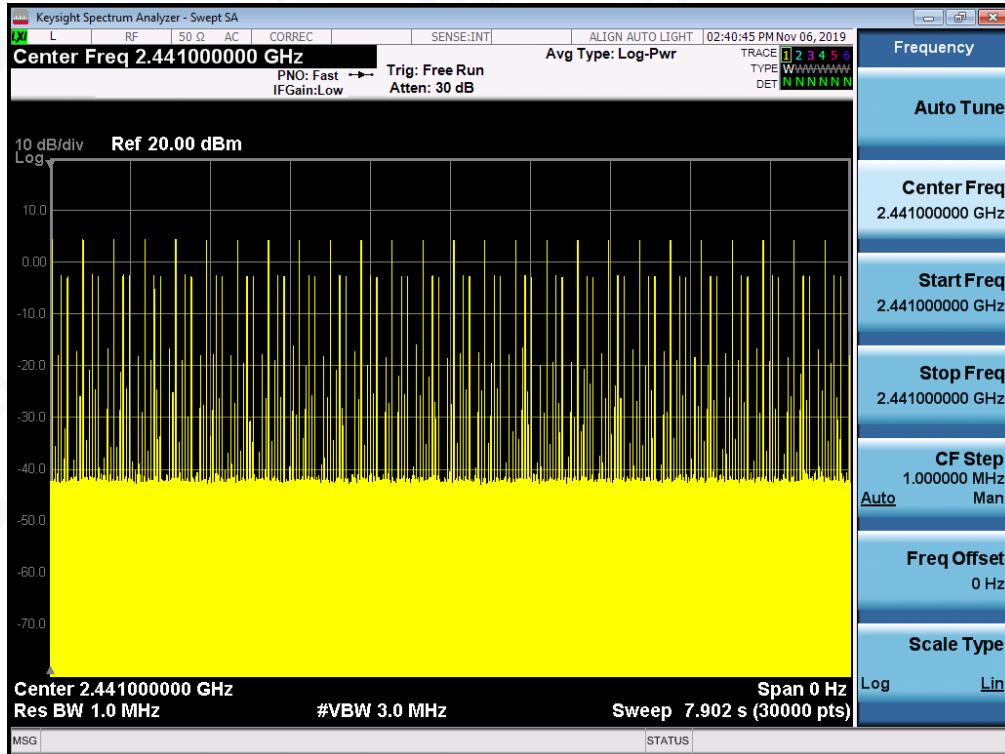 Keysight Spectrum Analyzer - Swept SA
LXI L RF 50 Ω AC CORREC SENSE:INT ALIGN AUTO LIGHT 02:40:45 PM Nov 06, 2019
Center Freq 2.441000000 GHz
PNO: Fast
IFGain:Low
Trig: Free Run
Atten: 30 dB
Avg Type: Log-Pwr
TRACE 1 2 3 4 5 6
TYPE WWWWWW
DET N N N N N N
10 dB/div
Log
Ref 20.00 dBm
10.0
0.00
-10.0
-20.0
-30.0
-40.0
-50.0
-60.0
-70.0
Center 2.441000000 GHz
Span 0 Hz
Res BW 1.0 MHz
#VBW 3.0 MHz
Sweep 7.902 s (30000 pts)
MSG
STATUS
Frequency
Auto Tune
Center Freq
2.441000000 GHz
Start Freq
2.441000000 GHz
Stop Freq
2.441000000 GHz
CF Step
1.000000 MHz
Auto Man
Freq Offset
0 Hz
Scale Type
Log Lin